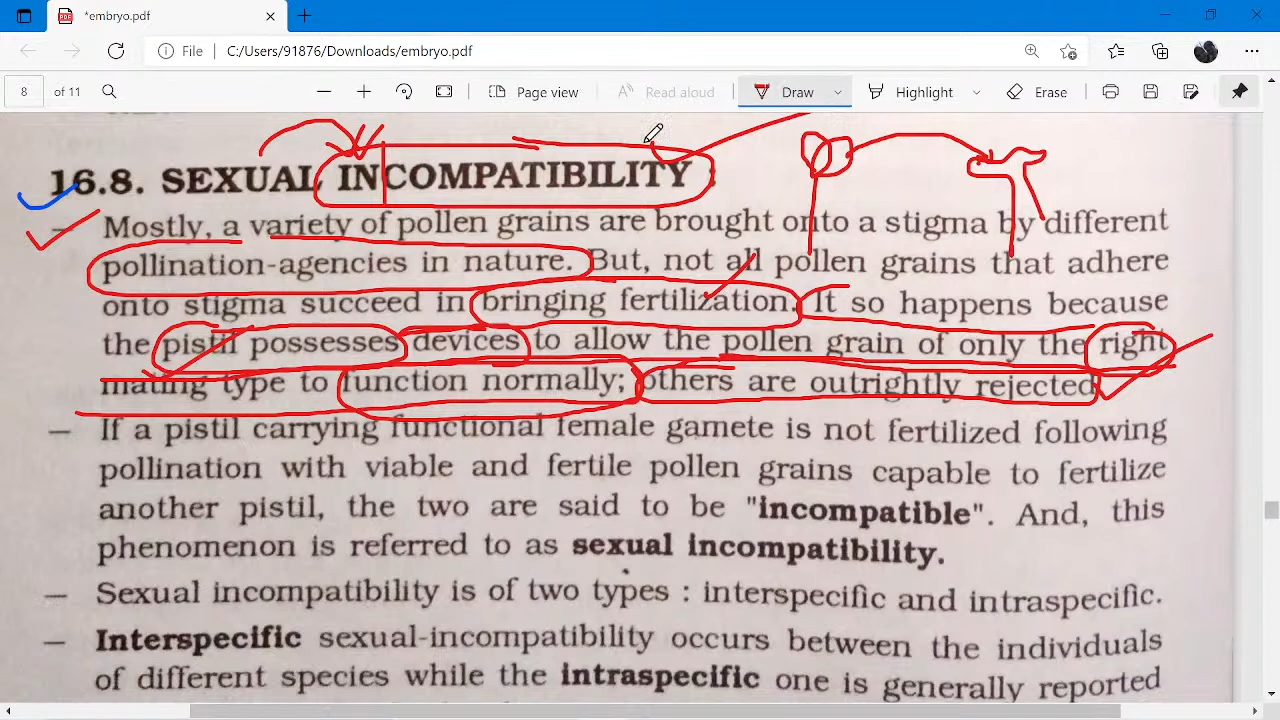 *embryo.pdf
File
C:/Users/91876/Downloads/embryo.pdf
8 of 11
Page view
Read aloud
Draw
Highlight
Erase
16.8. SEXUAL INCOMPATIBILITY :
– Mostly, a variety of pollen grains are brought onto a stigma by different
pollination-agencies in nature. But, not all pollen grains that adhere
onto stigma succeed in bringing fertilization. It so happens because
the pistil possesses devices to allow the pollen grain of only the right
mating type to function normally; others are outrightly rejected
– If a pistil carrying functional female gamete is not fertilized following
pollination with viable and fertile pollen grains capable to fertilize
another pistil, the two are said to be "incompatible". And, this
phenomenon is referred to as sexual incompatibility.
– Sexual incompatibility is of two types : interspecific and intraspecific.
– Interspecific sexual-incompatibility occurs between the individuals
of different species while the intraspecific one is generally reported